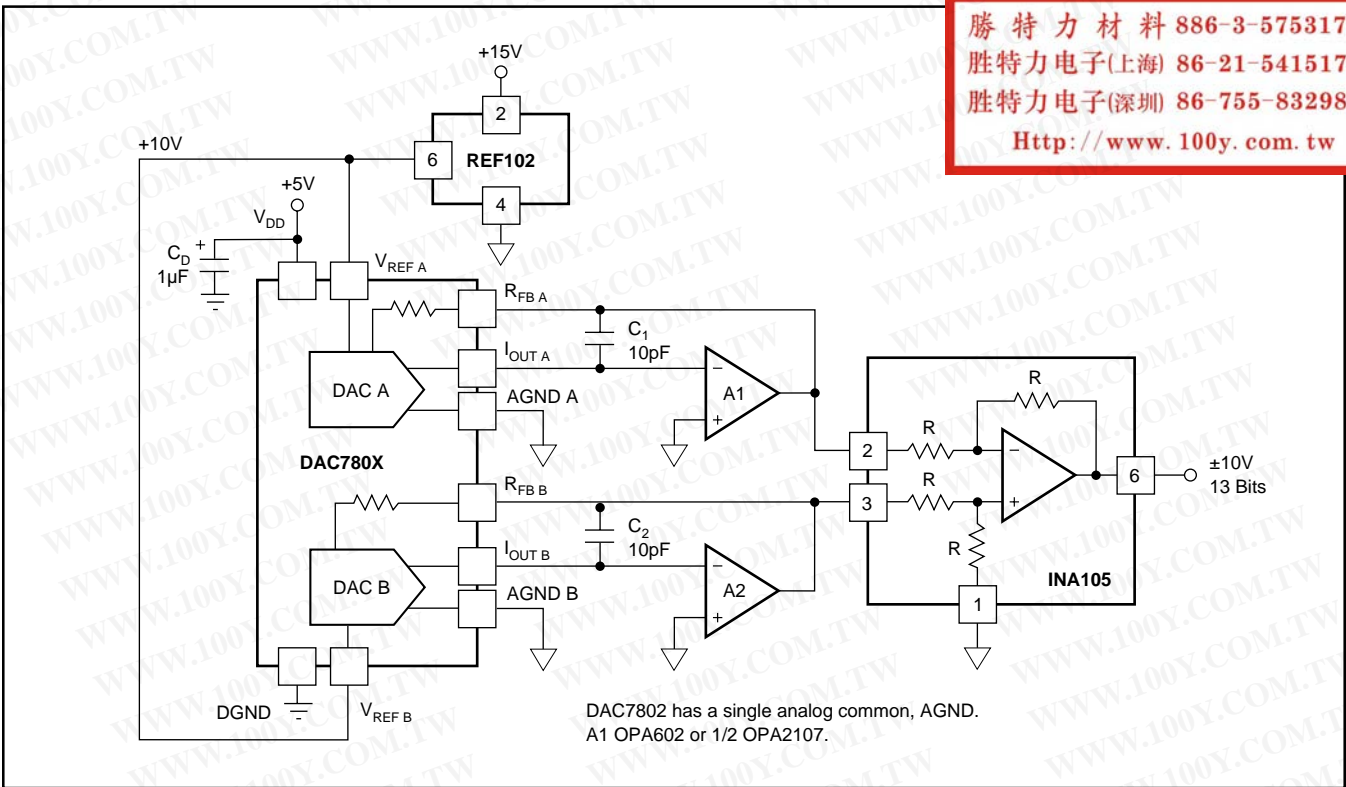 勝 特 力 材 料 886-3-575317
胜特力电子(上海) 86-21-541517
胜特力电子(深圳) 86-755-83298
Http://www.100y.com.tw
+15V
2
+10V
6
REF102
4
+5V
VDD
CD
+
1µF
VREF A
RFB A
C1
10pF
IOUT A
DAC A
AGND A
−
A1
+
DAC780X
RFB B
C2
10pF
IOUT B
DAC B
AGND B
−
A2
+
DGND
VREF B
R
2
R
−
3
R
+
6
±10V
13 Bits
R
INA105
1
DAC7802 has a single analog common, AGND.
A1 OPA602 or 1/2 OPA2107.
WWW.100Y.COM.TW